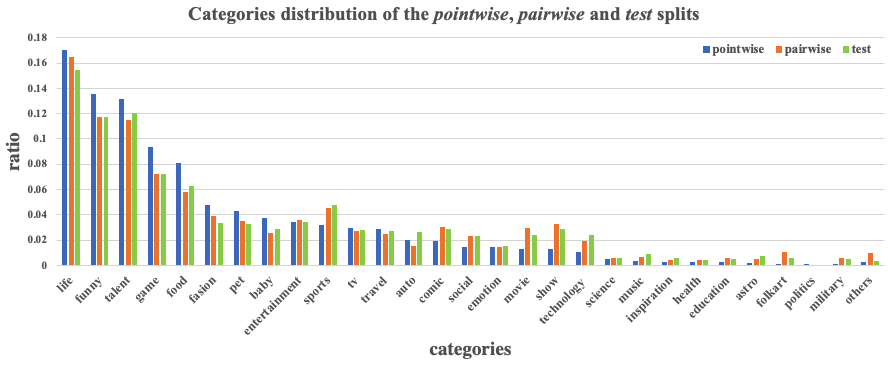 Categories distribution of the pointwise, pairwise and test splits
pointwise pairwise test
0.18
0.16
0.14
0.12
0.1
0.08
0.06
0.04
0.02
0
ratio
life
funny
talent
game
food
fasion
pet
baby
entertainment
sports
tv
travel
auto
comic
social
emotion
movie
show
technology
science
music
inspiration
health
education
astro
folkart
politics
military
others
categories